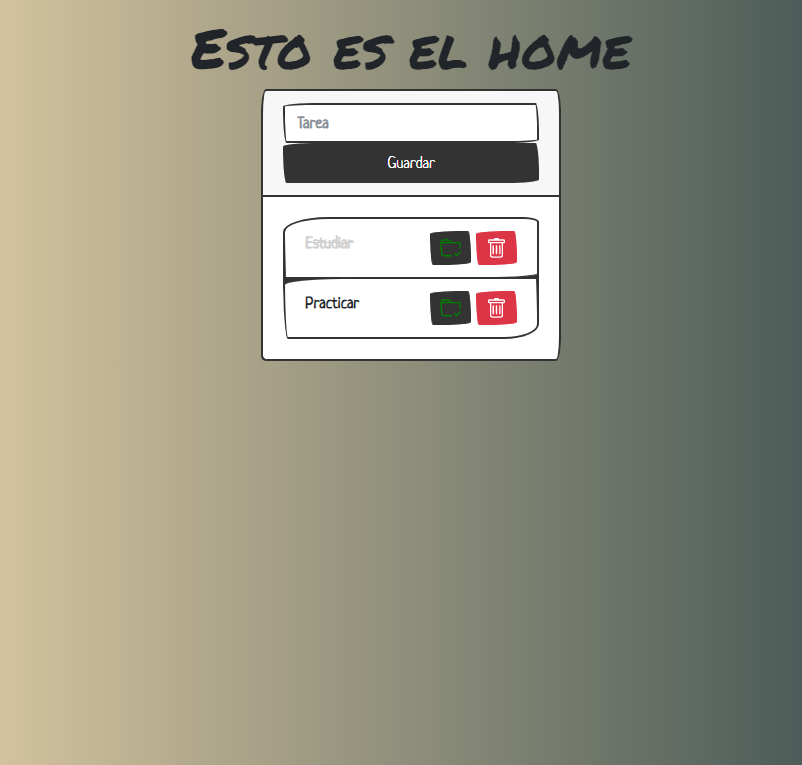 Esto es el home
Tarea
Guardar
Estudiar
Practicar